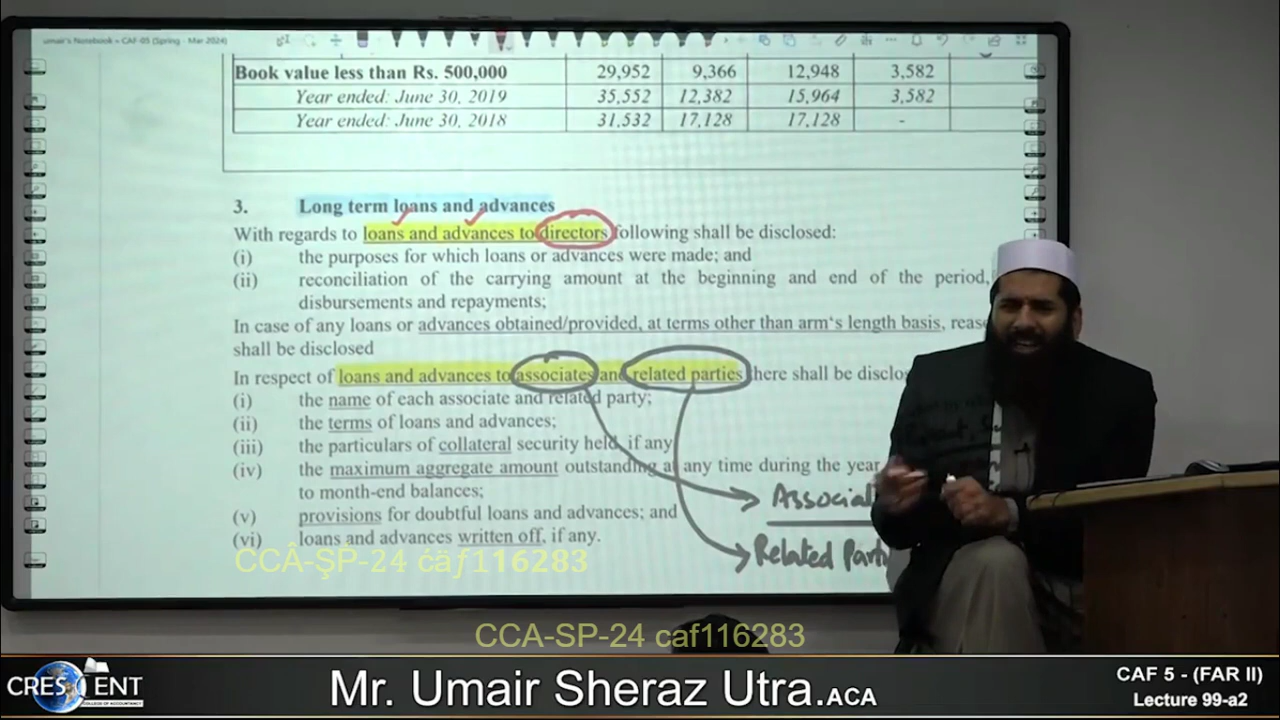 umair's Notebook » CAF-05 (Spring - Mar 2024)
Book value less than Rs. 500,000 29,952 9,366 12,948 3,582
Year ended: June 30, 2019 35,552 12,382 15,964 3,582
Year ended: June 30, 2018 31,532 17,128 17,128 -
3. Long term loans and advances
With regards to loans and advances to directors following shall be disclosed:
(i) the purposes for which loans or advances were made; and
(ii) reconciliation of the carrying amount at the beginning and end of the period,
disbursements and repayments;
In case of any loans or advances obtained/provided, at terms other than arm's length basis, reas
shall be disclosed
In respect of loans and advances to associates and related parties there shall be disclo
(i) the name of each associate and related party;
(ii) the terms of loans and advances;
(iii) the particulars of collateral security held, if any
(iv) the maximum aggregate amount outstanding at any time during the year
to month-end balances;
Associat
(v) provisions for doubtful loans and advances; and
(vi) loans and advances written off, if any.
Related Part
CCÂ-ŞP-24 ćäƒ116283
CCA-SP-24 caf116283
CRESCENT
COLLEGE OF ACCOUNTANCY
Mr. Umair Sheraz Utra.ACA
CAF 5 - (FAR II)
Lecture 99-a2